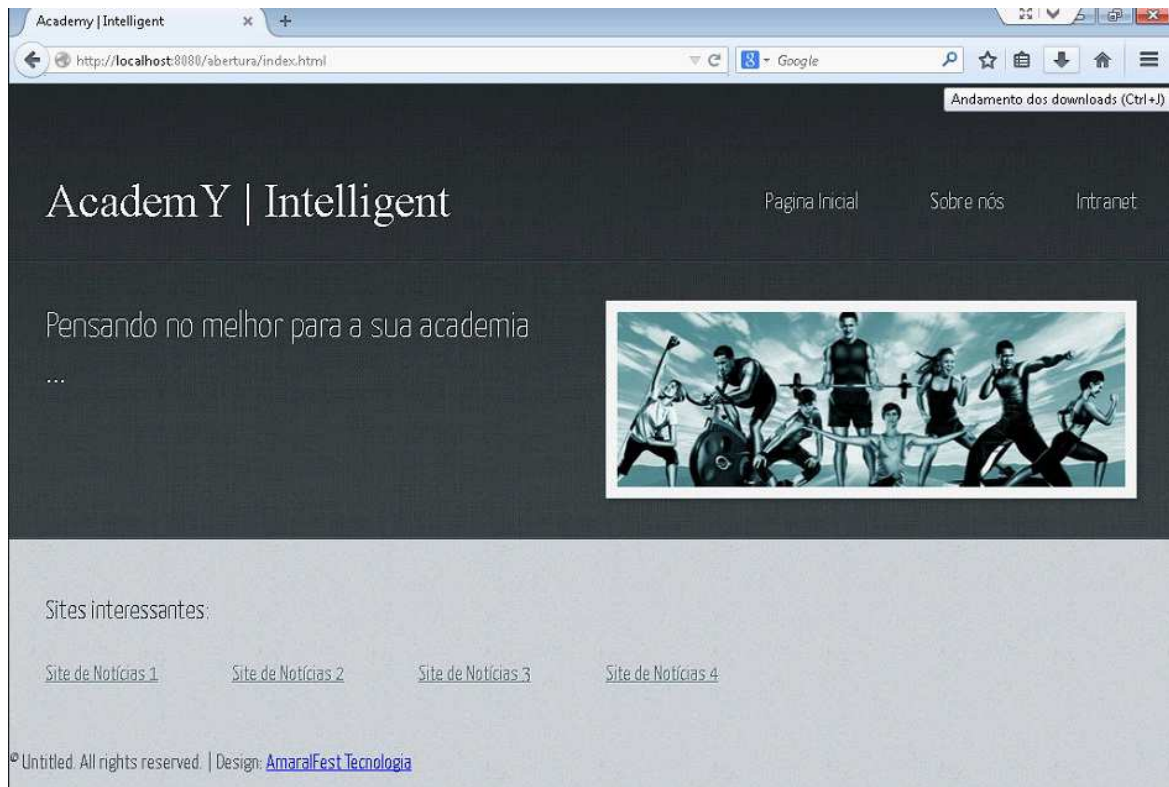 Academy | Intelligent
http://localhost:8080/abertura/index.html
Google
Andamento dos downloads (Ctrl+J)
AcademY | Intelligent
Pagina Inicial
Sobre nós
Intranet
Pensando no melhor para a sua academia
...
Sites interessantes:
Site de Notícias 1
Site de Notícias 2
Site de Notícias 3
Site de Notícias 4
© Untitled. All rights reserved. | Design: AmaralFest Tecnologia